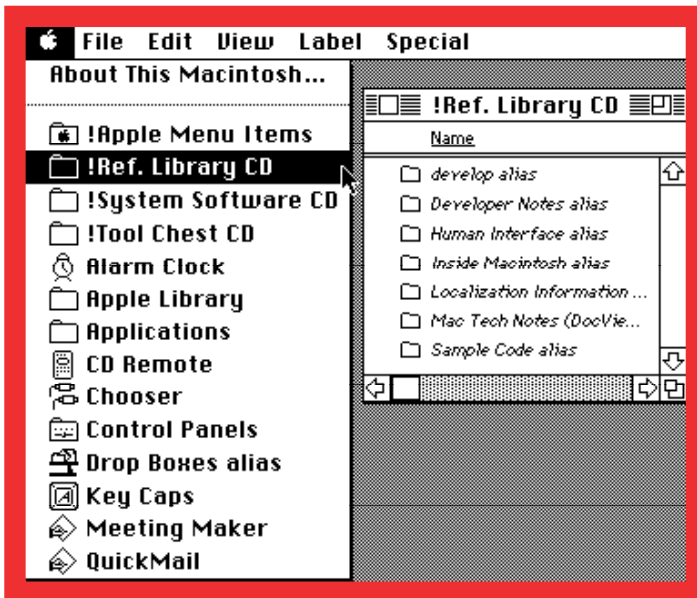 File Edit View Label Special
About This Macintosh...
!Apple Menu Items
!Ref. Library CD
!System Software CD
!Tool Chest CD
Alarm Clock
Apple Library
Applications
CD Remote
Chooser
Control Panels
Drop Boxes alias
Key Caps
Meeting Maker
QuickMail
!Ref. Library CD
Name
develop alias
Developer Notes alias
Human Interface alias
Inside Macintosh alias
Localization Information ...
Mac Tech Notes (DocVie...
Sample Code alias